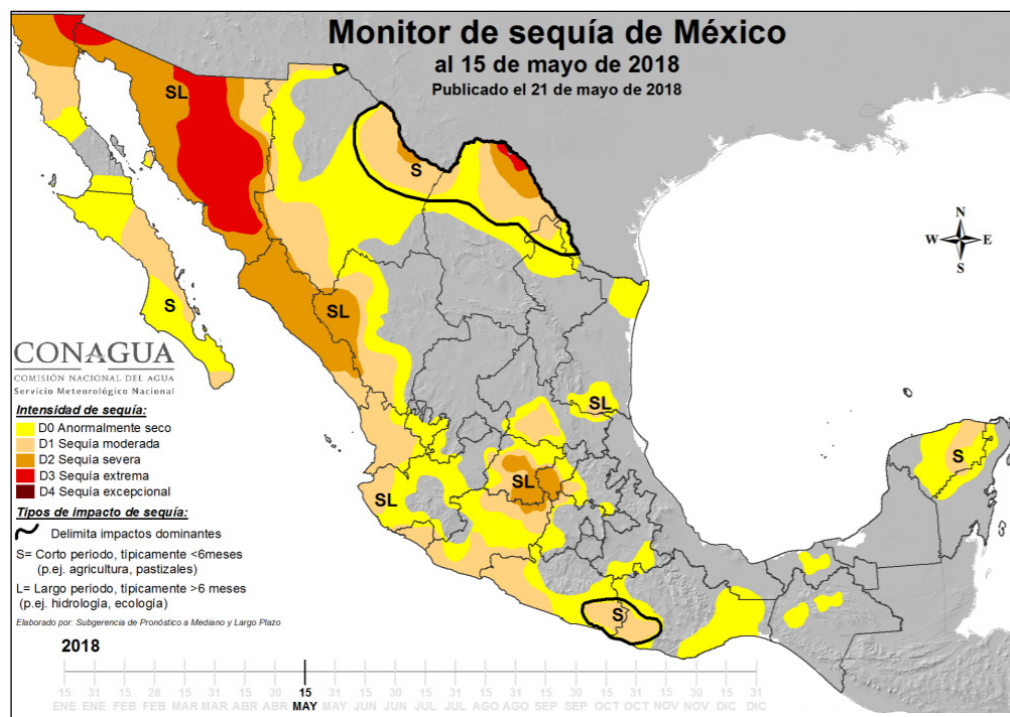 Monitor de sequía de México
al 15 de mayo de 2018
Publicado el 21 de mayo de 2018
SL
S
SL
S
SL
SL
SL
S
S
N
W E
S
CONAGUA
COMISIÓN NACIONAL DEL AGUA
Servicio Meteorológico Nacional
Intensidad de sequía:
D0 Anormalmente seco
D1 Sequía moderada
D2 Sequía severa
D3 Sequía extrema
D4 Sequía excepcional
Tipos de impacto de sequía:
Delimita impactos dominantes
S= Corto periodo, tipicamente <6meses
(p.ej. agricultura, pastizales)
L= Largo periodo, tipicamente >6 meses
(p.ej. hidrología, ecología)
Elaborado por: Subgerencia de Pronóstico a Mediano y Largo Plazo
2018
15 31 15 28 15 31 15 30 15 31 15 30 15 31 15 31 15 30 15 31 15 30 15 31
ENE ENE FEB FEB MAR MAR ABR ABR MAY MAY JUN JUN JUL JUL AGO AGO SEP SEP OCT OCT NOV NOV DIC DIC